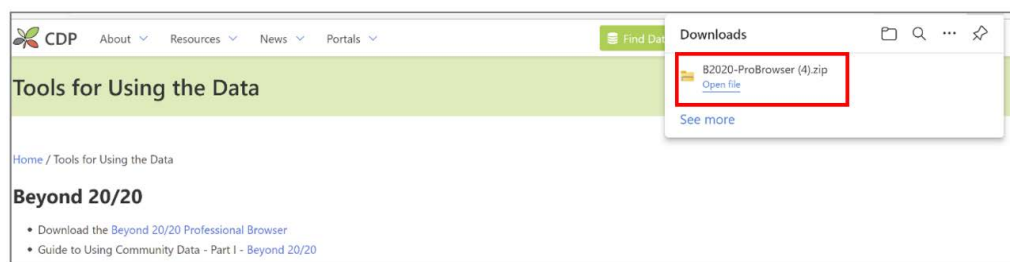 CDP About Resources News Portals Find Dat
Tools for Using the Data
Home / Tools for Using the Data
Beyond 20/20
• Download the Beyond 20/20 Professional Browser
• Guide to Using Community Data - Part I - Beyond 20/20
Downloads
B2020-ProBrowser (4).zip
Open file
See more